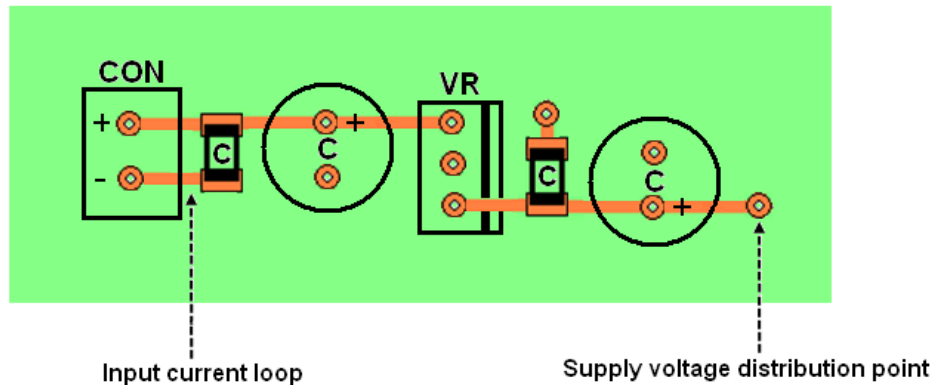 CON
VR
+
+
C
C
C
C
-
+
Input current loop
Supply voltage distribution point